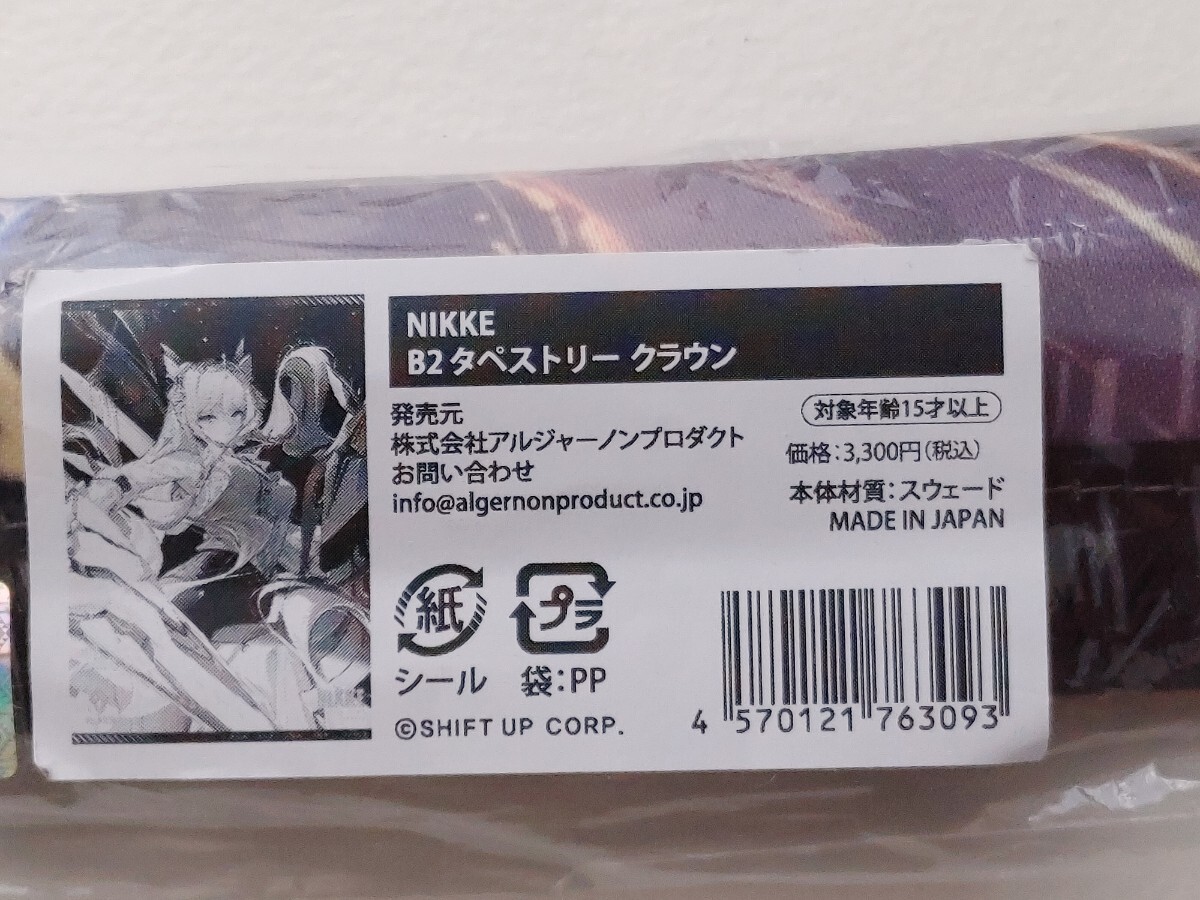 NIKKE
B2 タペストリー クラウン
発売元
株式会社アルジャーノンプロダクト
お問い合わせ
info@algernonproduct.co.jp
対象年齢15才以上
価格:3,300円(税込)
本体材質:スウェード
MADE IN JAPAN
紙
シール
プラ
袋:PP
©SHIFT UP CORP.
4 570121 763093